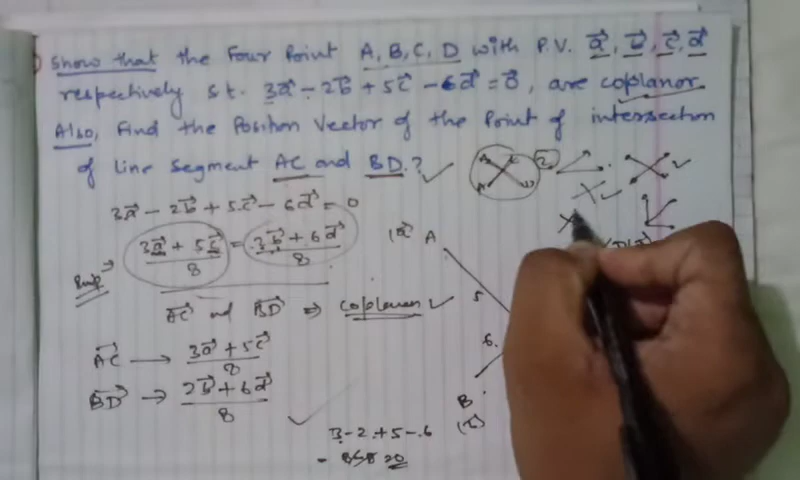 Show that the Four Point A, B, C, D with P.V. a⃗, b⃗, c⃗, d⃗
respectively s.t. 3a⃗ - 2b⃗ + 5c⃗ - 6d⃗ = 0⃗, are coplanar.
Also, Find the Position Vector of the Point of intersection
of line segment AC and BD.?
3a⃗ - 2b⃗ + 5c⃗ - 6d⃗ = 0
(3a⃗ + 5c⃗)/8 = (3b⃗ + 6d⃗)/8
AC⃗ and BD⃗ ⇒ coplanar
AC⃗ → (3a⃗ + 5c⃗)/8
BD⃗ → (2b⃗ + 6d⃗)/8
3 - 2 + 5 - 6
(a⃗) A
5
6.
B